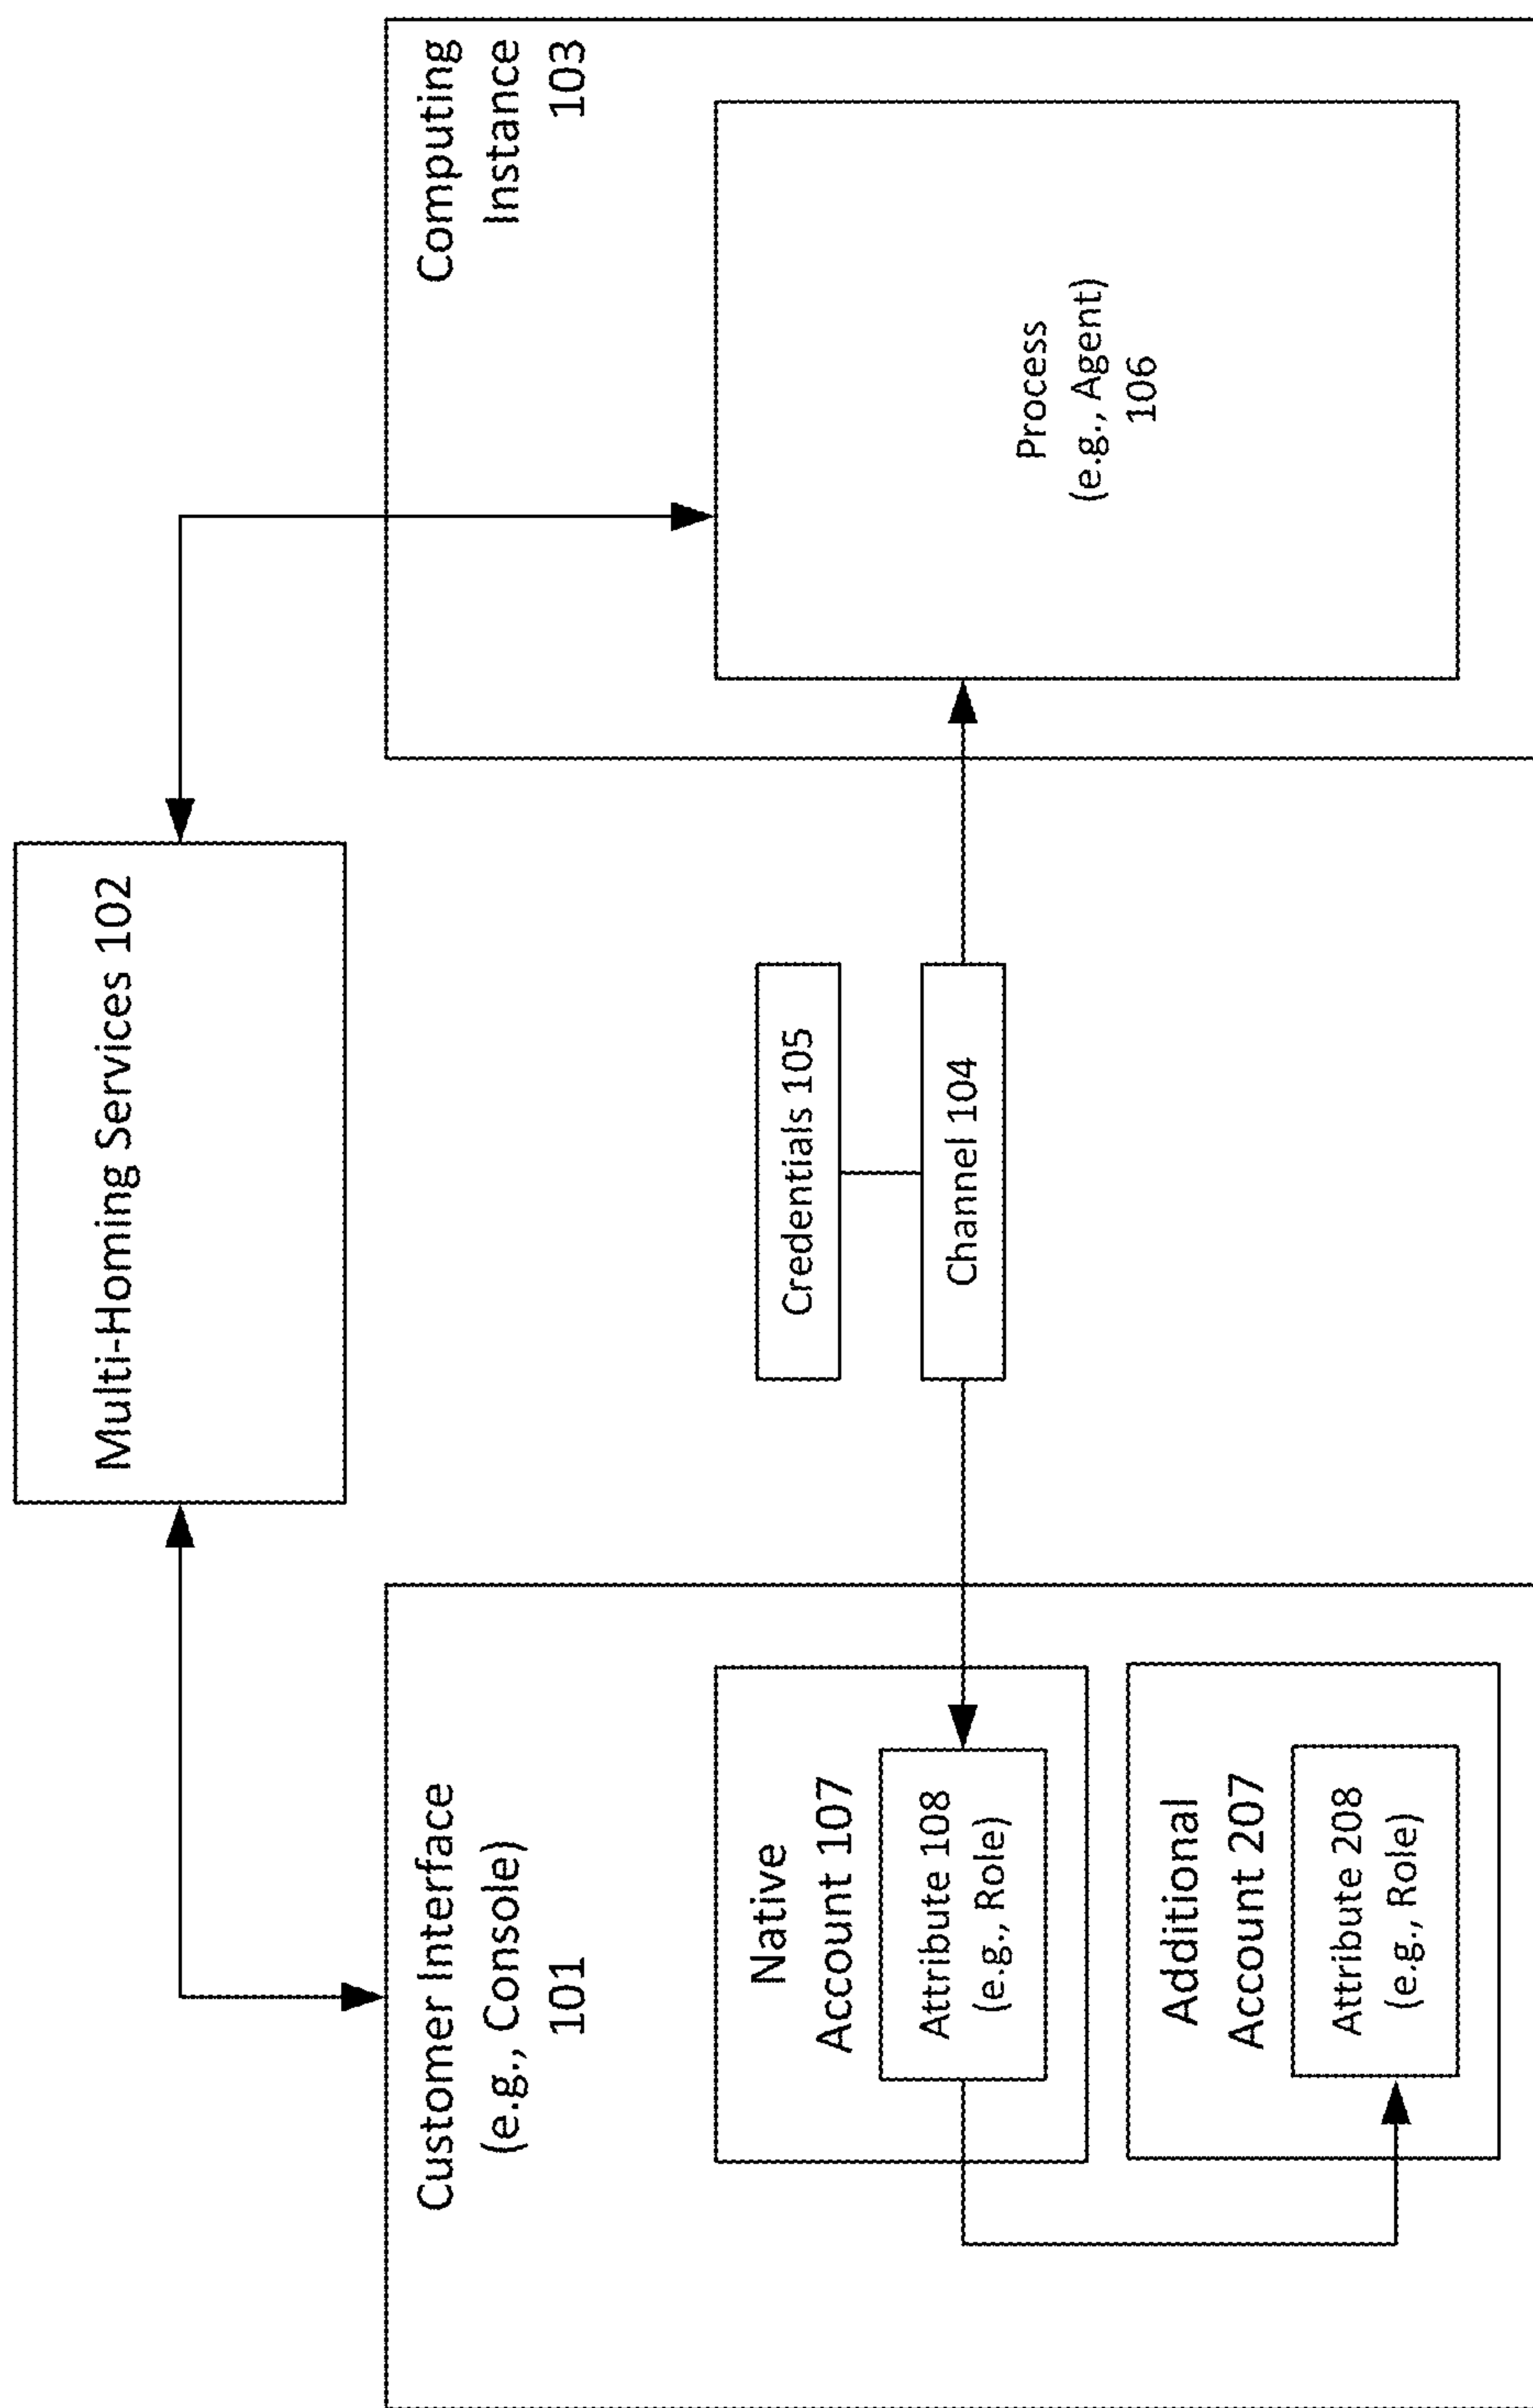 Multi-Homing Services 102
Customer Interface
(e.g., Console)
101
Native
Account 107
Attribute 108
(e.g., Role)
Additional
Account 207
Attribute 208
(e.g., Role)
Credentials 105
Channel 104
Computing
Instance
103
Process
(e.g., Agent)
106